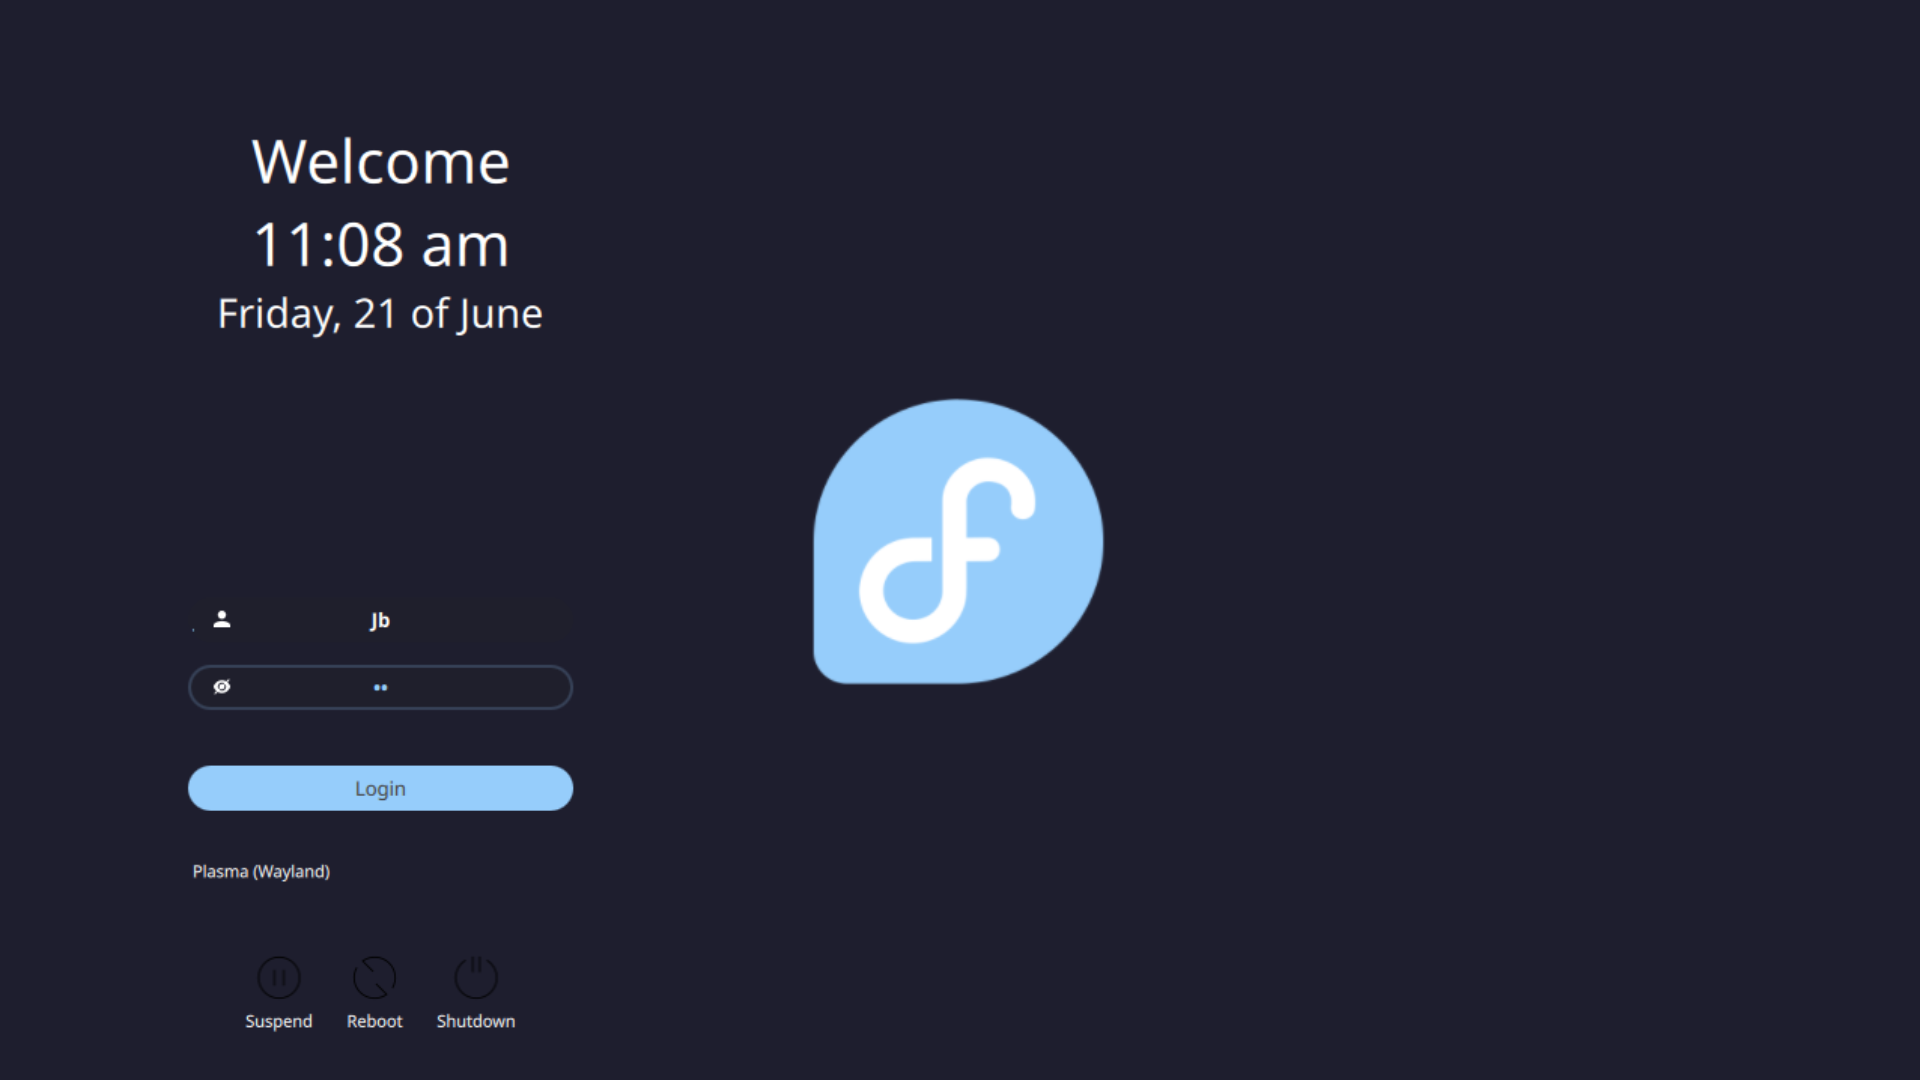 Welcome
11:08 am
Friday, 21 of June
Jb
••
Login
Plasma (Wayland)
Suspend Reboot Shutdown